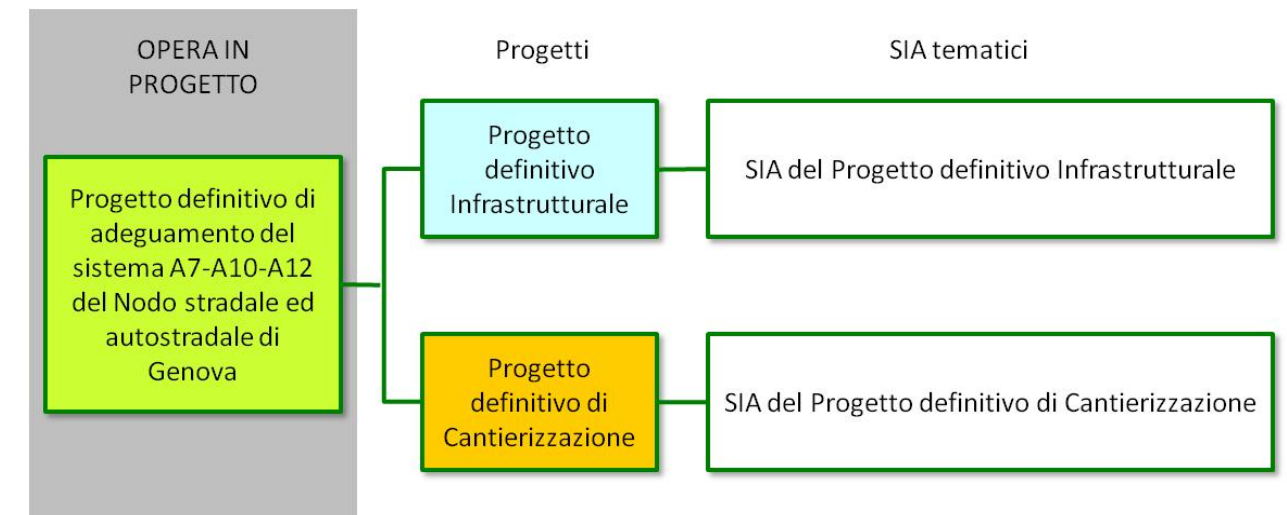 OPERA IN
PROGETTO
Progetti
SIA tematici
Progetto definitivo di
adeguamento del
sistema A7-A10-A12
del Nodo stradale ed
autostradale di
Genova
Progetto
definitivo
Infrastrutturale
SIA del Progetto definitivo Infrastrutturale
Progetto
definitivo di
Cantierizzazione
SIA del Progetto definitivo di Cantierizzazione